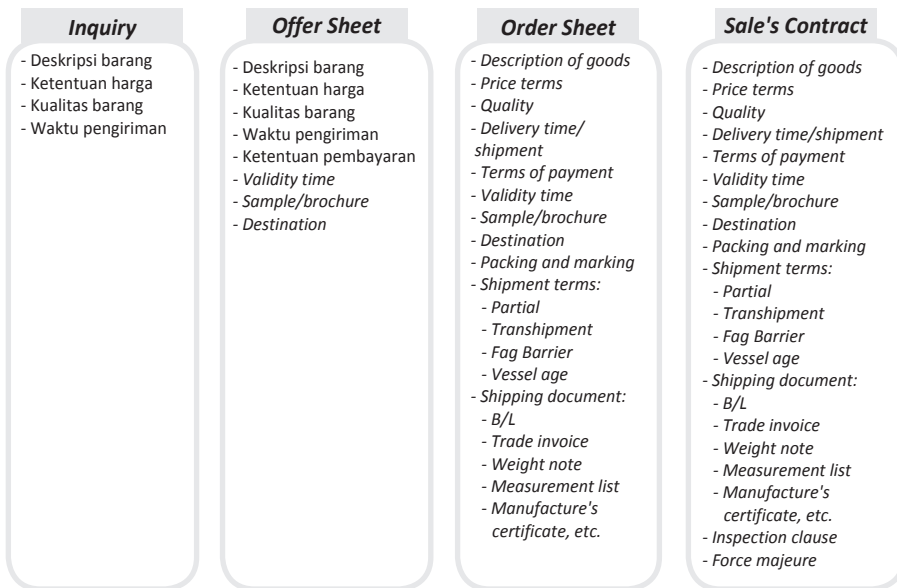 Inquiry
- Deskripsi barang
- Ketentuan harga
- Kualitas barang
- Waktu pengiriman
Offer Sheet
- Deskripsi barang
- Ketentuan harga
- Kualitas barang
- Waktu pengiriman
- Ketentuan pembayaran
- Validity time
- Sample/brochure
- Destination
Order Sheet
- Description of goods
- Price terms
- Quality
- Delivery time/
shipment
- Terms of payment
- Validity time
- Sample/brochure
- Destination
- Packing and marking
- Shipment terms:
- Partial
- Transhipment
- Fag Barrier
- Vessel age
- Shipping document:
- B/L
- Trade invoice
- Weight note
- Measurement list
- Manufacture's
certificate, etc.
Sale's Contract
- Description of goods
- Price terms
- Quality
- Delivery time/shipment
- Terms of payment
- Validity time
- Sample/brochure
- Destination
- Packing and marking
- Shipment terms:
- Partial
- Transhipment
- Fag Barrier
- Vessel age
- Shipping document:
- B/L
- Trade invoice
- Weight note
- Measurement list
- Manufacture's
certificate, etc.
- Inspection clause
- Force majeure